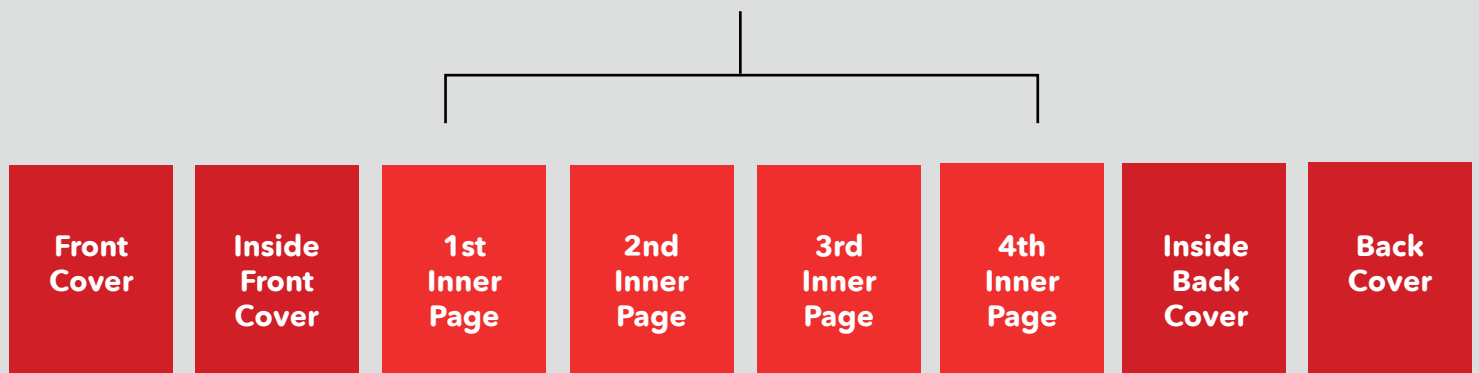 Front
Cover
Inside
Front
Cover
1st
Inner
Page
2nd
Inner
Page
3rd
Inner
Page
4th
Inner
Page
Inside
Back
Cover
Back
Cover